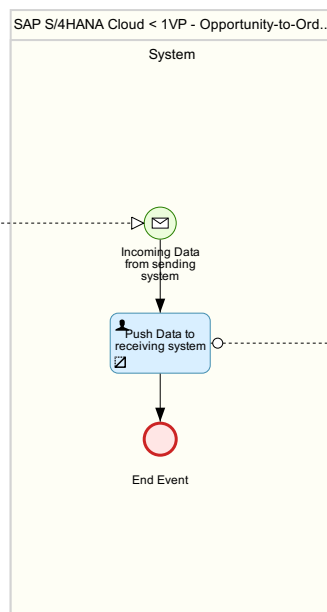 SAP S/4HANA Cloud < 1VP - Opportunity-to-Ord...
System
Incoming Data
from sending
system
Push Data to
receiving system
End Event